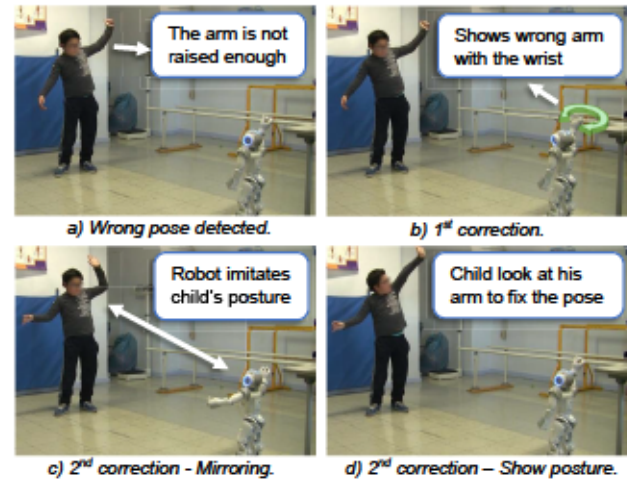 The arm is not
raised enough
Shows wrong arm
with the wrist
a) Wrong pose detected.
b) 1st correction.
Robot imitates
child's posture
Child look at his
arm to fix the pose
c) 2nd correction - Mirroring.
d) 2nd correction – Show posture.